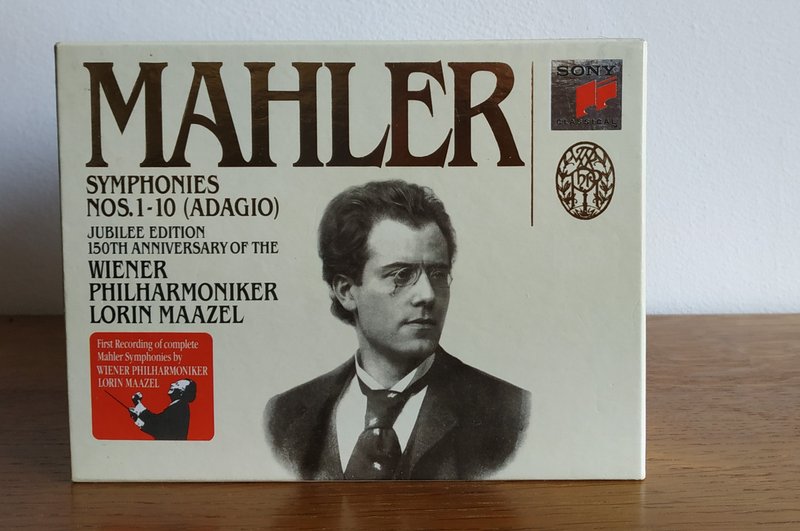 MAHLER
SYMPHONIES
NOS. 1-10 (ADAGIO)
JUBILEE EDITION
150TH ANNIVERSARY OF THE
WIENER
PHILHARMONIKER
LORIN MAAZEL
First Recording of complete
Mahler Symphonies by
WIENER PHILHARMONIKER
LORIN MAAZEL
SONY
CLASSICAL